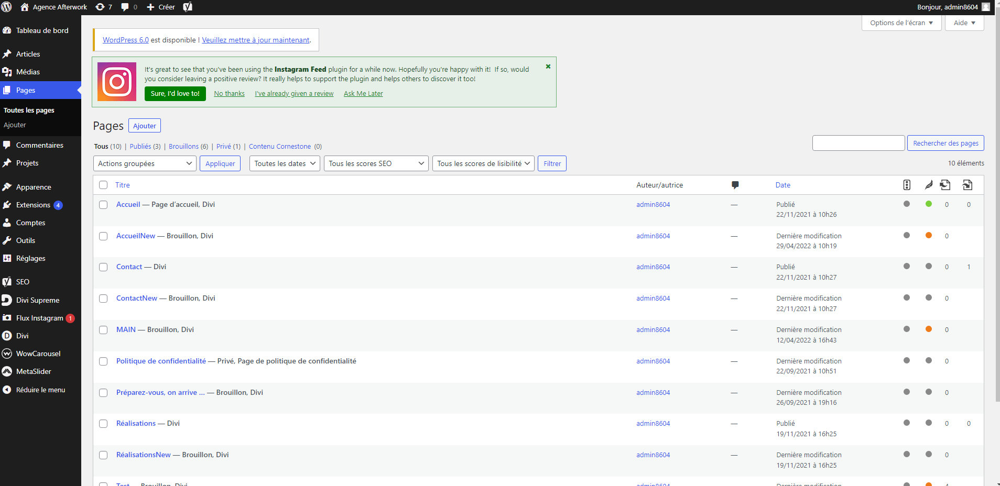 Agence Afterwork 7 0 Créer
Bonjour, admin8604
Tableau de bord
Articles
Médias
Pages
Toutes les pages
Ajouter
Commentaires
Projets
Apparence
Extensions 4
Comptes
Outils
Réglages
SEO
Divi Supreme
Flux Instagram 1
Divi
WowCarousel
MetaSlider
Réduire le menu
Options de l'écran
Aide
WordPress 6.0 est disponible ! Veuillez mettre à jour maintenant.
It's great to see that you've been using the Instagram Feed plugin for a while now. Hopefully you're happy with it! If so, would
you consider leaving a positive review? It really helps to support the plugin and helps others to discover it too!
Sure, I'd love to! No thanks I've already given a review Ask Me Later
Pages Ajouter
Tous (10) | Publiés (3) | Brouillons (6) | Privé (1) | Contenu Cornestone (0)
Rechercher des pages
Actions groupées Appliquer Toutes les dates Tous les scores SEO Tous les scores de lisibilité Filtrer
10 éléments
Titre Auteur/autrice Date
Accueil — Page d’accueil, Divi admin8604 — Publié 0 0
22/11/2021 à 10h26
AccueilNew — Brouillon, Divi admin8604 — Dernière modification 0
29/04/2022 à 10h19
Contact — Divi admin8604 — Publié 0 1
22/11/2021 à 10h27
ContactNew — Brouillon, Divi admin8604 — Dernière modification 0
22/11/2021 à 10h27
MAIN — Brouillon, Divi admin8604 — Dernière modification 0
12/04/2022 à 16h43
Politique de confidentialité — Privé, Page de politique de confidentialité admin8604 — Dernière modification 0
22/09/2021 à 10h51
Préparez-vous, on arrive ... — Brouillon, Divi admin8604 — Dernière modification 0
26/09/2021 à 19h16
Réalisations — Divi admin8604 — Publié 0 0
19/11/2021 à 16h25
RéalisationsNew — Brouillon, Divi admin8604 — Dernière modification 0
19/11/2021 à 16h25
Test — Brouillon, Divi admin8604 — Dernière modification 4